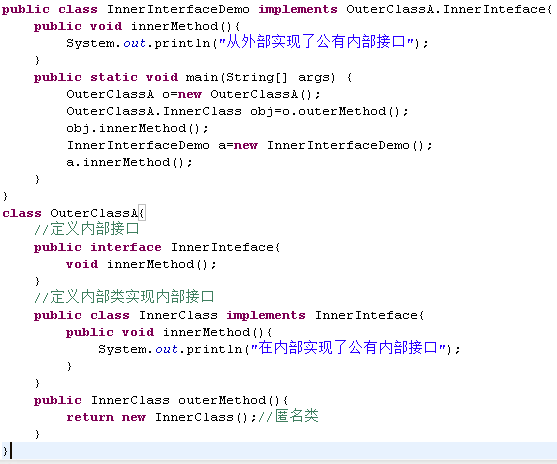 public class InnerInterfaceDemo implements OuterClassA.InnerInteface{
    public void innerMethod(){
        System.out.println("从外部实现了公有内部接口");
    }
    public static void main(String[] args) {
        OuterClassA o=new OuterClassA();
        OuterClassA.InnerClass obj=o.outerMethod();
        obj.innerMethod();
        InnerInterfaceDemo a=new InnerInterfaceDemo();
        a.innerMethod();
    }
}
class OuterClassA{
    //定义内部接口
    public interface InnerInteface{
        void innerMethod();
    }
    //定义内部类实现内部接口
    public class InnerClass implements InnerInteface{
        public void innerMethod(){
            System.out.println("在内部实现了公有内部接口");
        }
    }
    public InnerClass outerMethod(){
        return new InnerClass();//匿名类
    }
}